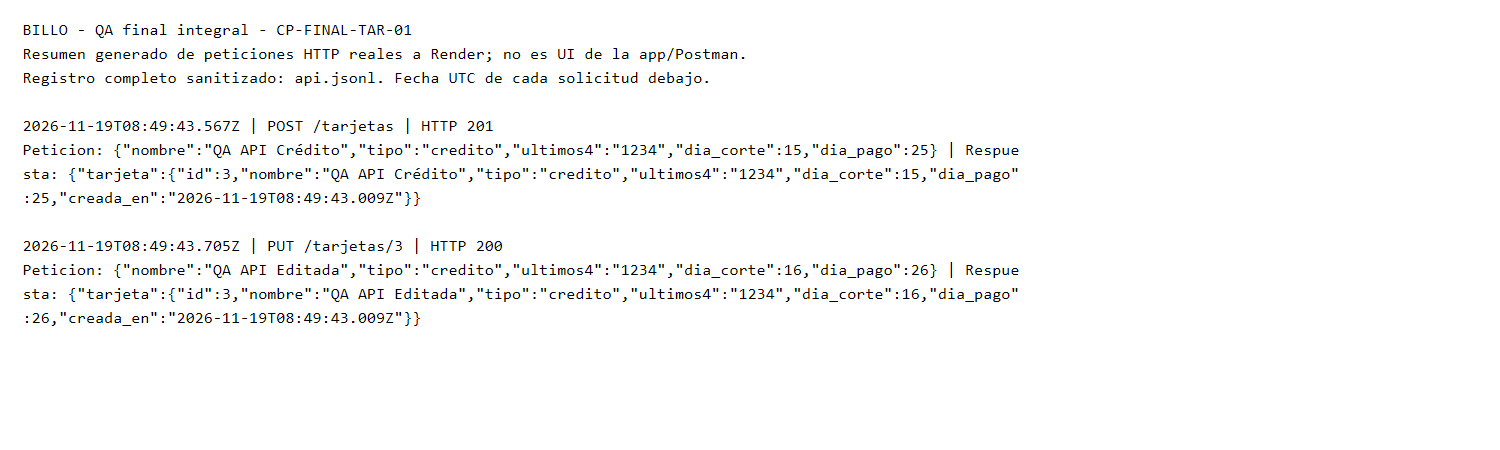 BILLO - QA final integral - CP-FINAL-TAR-01
Resumen generado de peticiones HTTP reales a Render; no es UI de la app/Postman.
Registro completo sanitizado: api.jsonl. Fecha UTC de cada solicitud debajo.
2026-11-19T08:49:43.567Z | POST /tarjetas | HTTP 201
Peticion: {"nombre":"QA API Crédito","tipo":"credito","ultimos4":"1234","dia_corte":15,"dia_pago":25} | Respue
sta: {"tarjeta":{"id":3,"nombre":"QA API Crédito","tipo":"credito","ultimos4":"1234","dia_corte":15,"dia_pago"
:25,"creada_en":"2026-11-19T08:49:43.009Z"}}
2026-11-19T08:49:43.705Z | PUT /tarjetas/3 | HTTP 200
Peticion: {"nombre":"QA API Editada","tipo":"credito","ultimos4":"1234","dia_corte":16,"dia_pago":26} | Respue
sta: {"tarjeta":{"id":3,"nombre":"QA API Editada","tipo":"credito","ultimos4":"1234","dia_corte":16,"dia_pago"
:26,"creada_en":"2026-11-19T08:49:43.009Z"}}